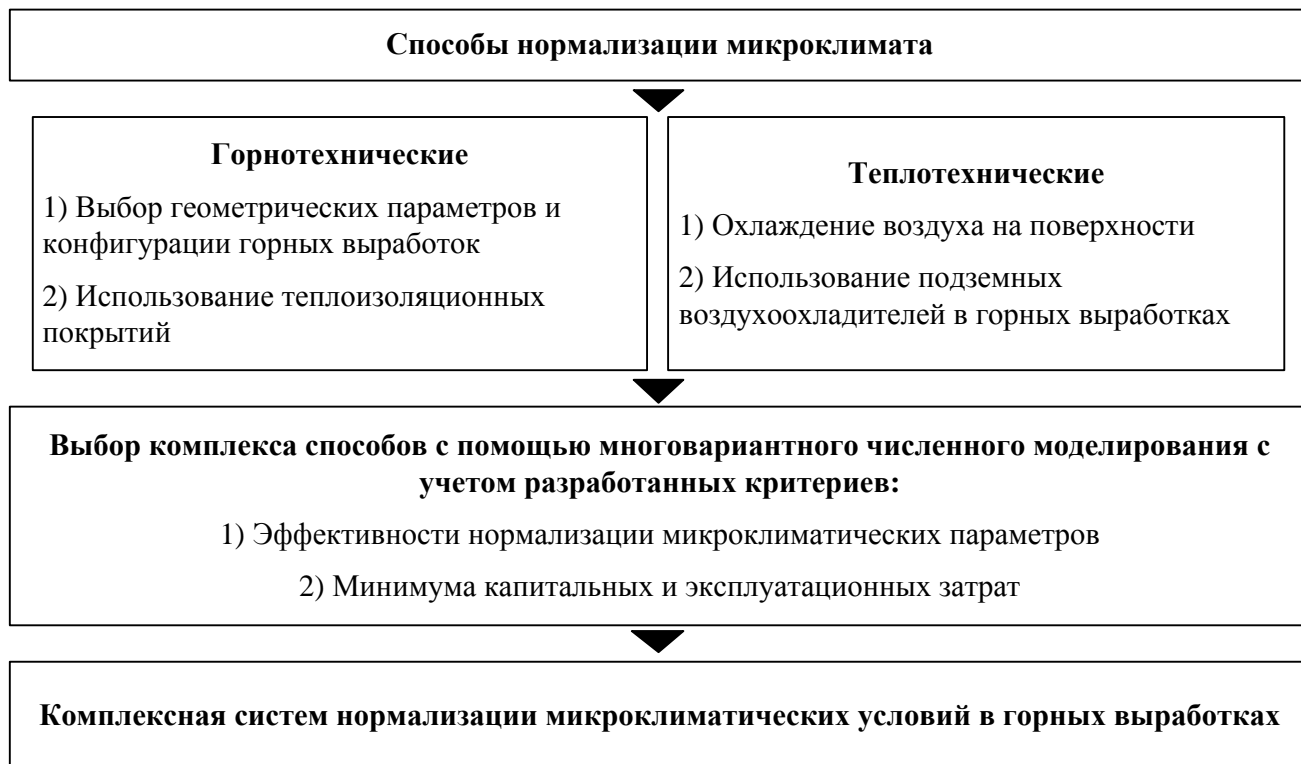 Способы нормализации микроклимата
Горнотехнические
1) Выбор геометрических параметров и
конфигурации горных выработок
2) Использование теплоизоляционных
покрытий
Теплотехнические
1) Охлаждение воздуха на поверхности
2) Использование подземных
воздухоохладителей в горных выработках
Выбор комплекса способов с помощью многовариантного численного моделирования с
учетом разработанных критериев:
1) Эффективности нормализации микроклиматических параметров
2) Минимума капитальных и эксплуатационных затрат
Комплексная систем нормализации микроклиматических условий в горных выработках